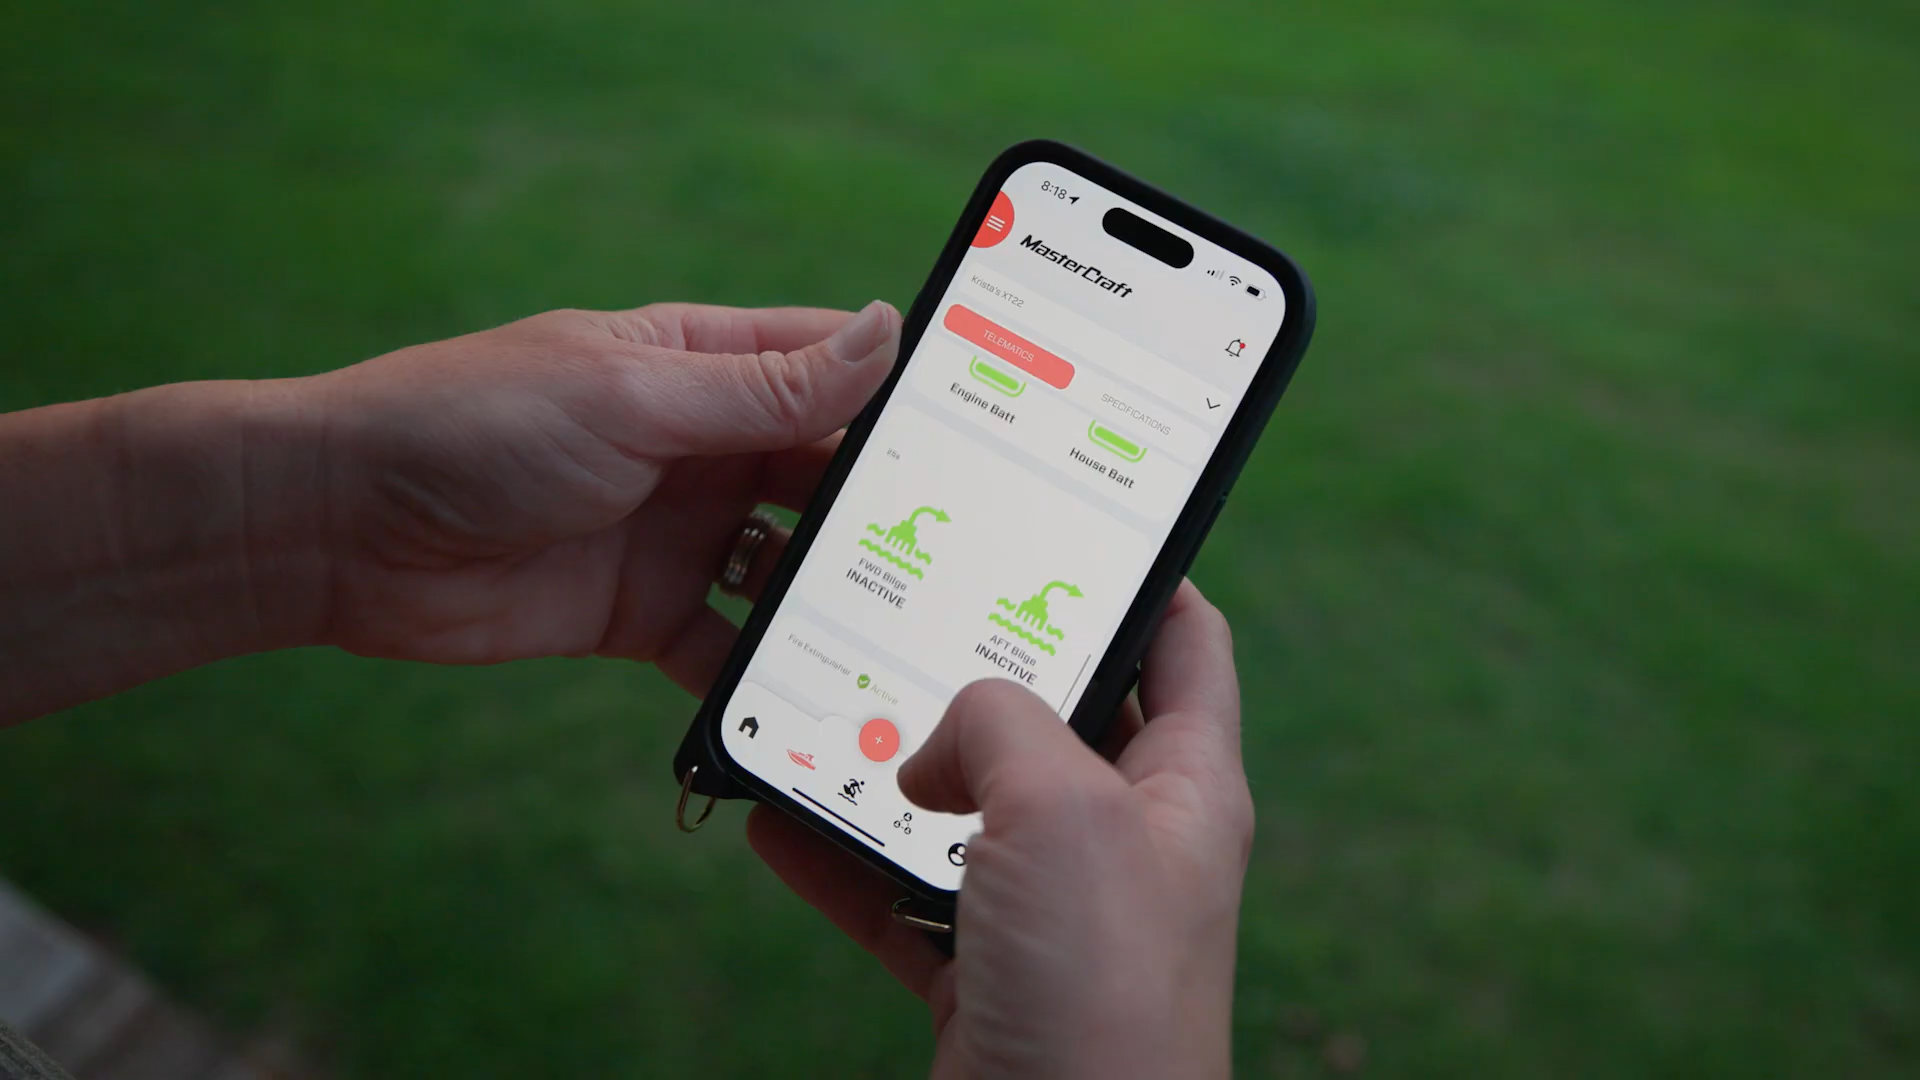 8:18
MasterCraft
Krista's XT22
TELEMATICS
SPECIFICATIONS
Engine Batt
House Batt
FWD Bilge
INACTIVE
AFT Bilge
INACTIVE
Fire Extinguisher
Active